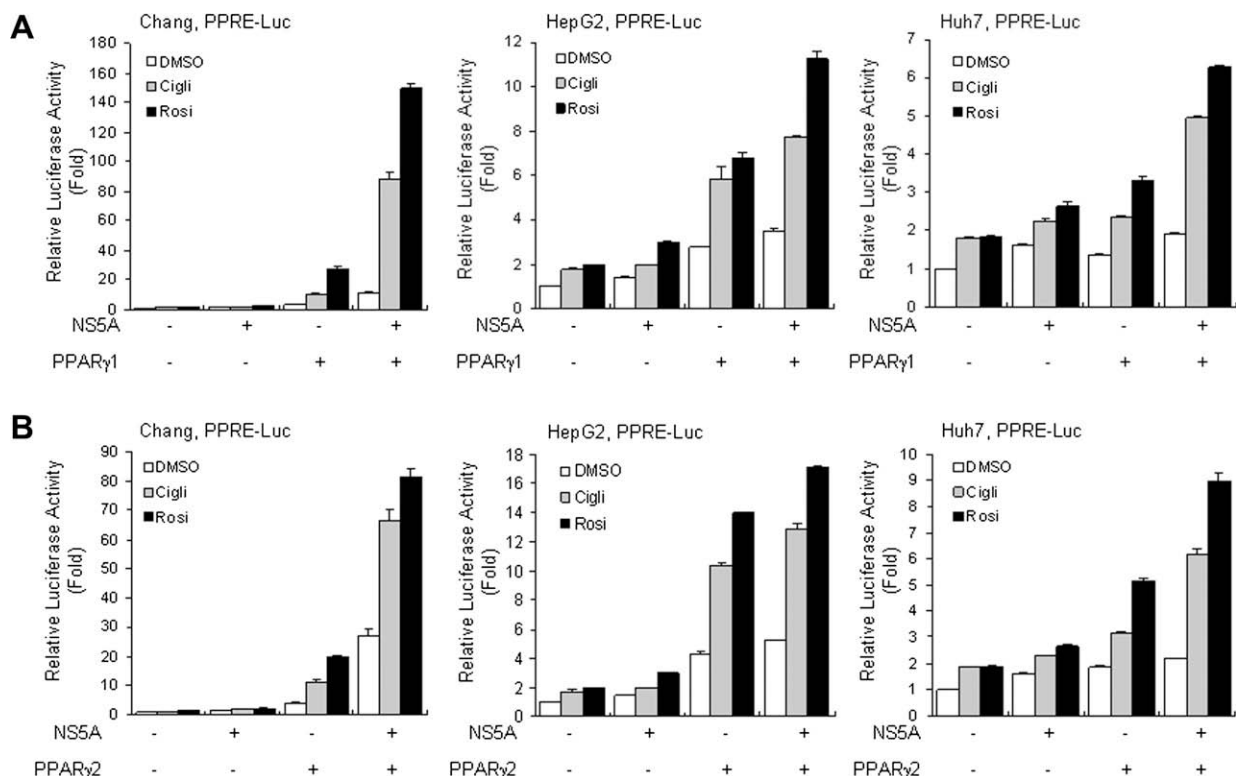 A
Chang, PPRE-Luc
Relative Luciferase Activity
(Fold)
180
160
140
120
100
80
60
40
20
0
DMSO
Cigli
Rosi
HepG2, PPRE-Luc
Relative Luciferase Activity
(Fold)
12
10
8
6
4
2
0
DMSO
Cigli
Rosi
Huh7, PPRE-Luc
Relative Luciferase Activity
(Fold)
7
6
5
4
3
2
1
0
DMSO
Cigli
Rosi
NS5A - + - +
NS5A - + - +
NS5A - + - +
PPARγ1 - - + +
PPARγ1 - - + +
PPARγ1 - - + +
B
Chang, PPRE-Luc
Relative Luciferase Activity
(Fold)
90
80
70
60
50
40
30
20
10
0
DMSO
Cigli
Rosi
HepG2, PPRE-Luc
Relative Luciferase Activity
(Fold)
18
16
14
12
10
8
6
4
2
0
DMSO
Cigli
Rosi
Huh7, PPRE-Luc
Relative Luciferase Activity
(Fold)
10
9
8
7
6
5
4
3
2
1
0
DMSO
Cigli
Rosi
NS5A - + - +
NS5A - + - +
NS5A - + - +
PPARγ2 - - + +
PPARγ2 - - + +
PPARγ2 - - + +